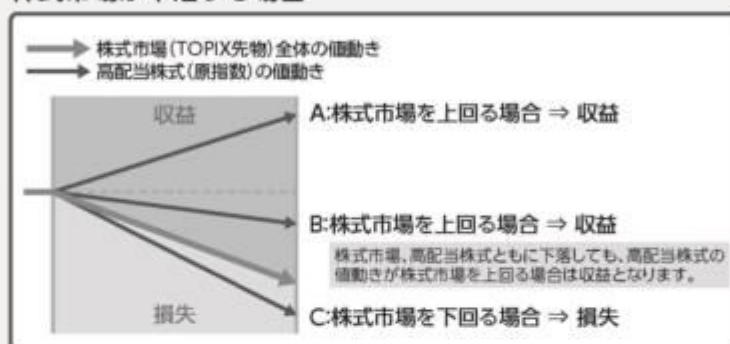 株式市場(TOPIX先物)全体の値動き
高配当株式(原指数)の値動き
収益
A:株式市場を上回る場合 ⇒ 収益
B:株式市場を上回る場合 ⇒ 収益
株式市場、高配当株式ともに下落しても、高配当株式の
値動きが株式市場を上回る場合は収益となります。
損失
C:株式市場を下回る場合 ⇒ 損失